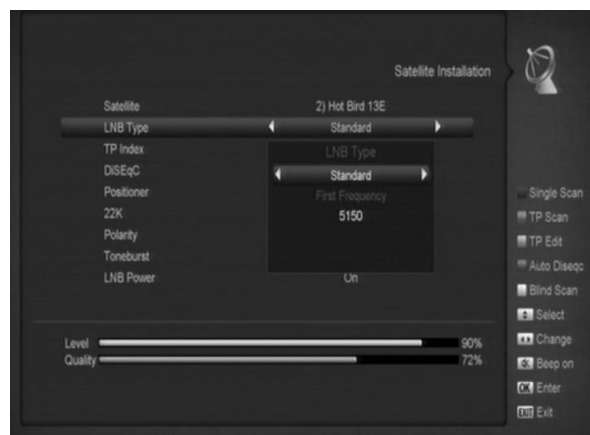 Satellite Installation
Satellite 2) Hot Bird 13E
LNB Type Standard
TP Index
DiSEqC
Positioner
22K
Polarity
Toneburst
LNB Power On
LNB Type
Standard
First Frequency
5150
Level 90%
Quality 72%
Single Scan
TP Scan
TP Edit
Auto Diseqc
Blind Scan
Select
Change
Beep on
OK Enter
EXIT Exit